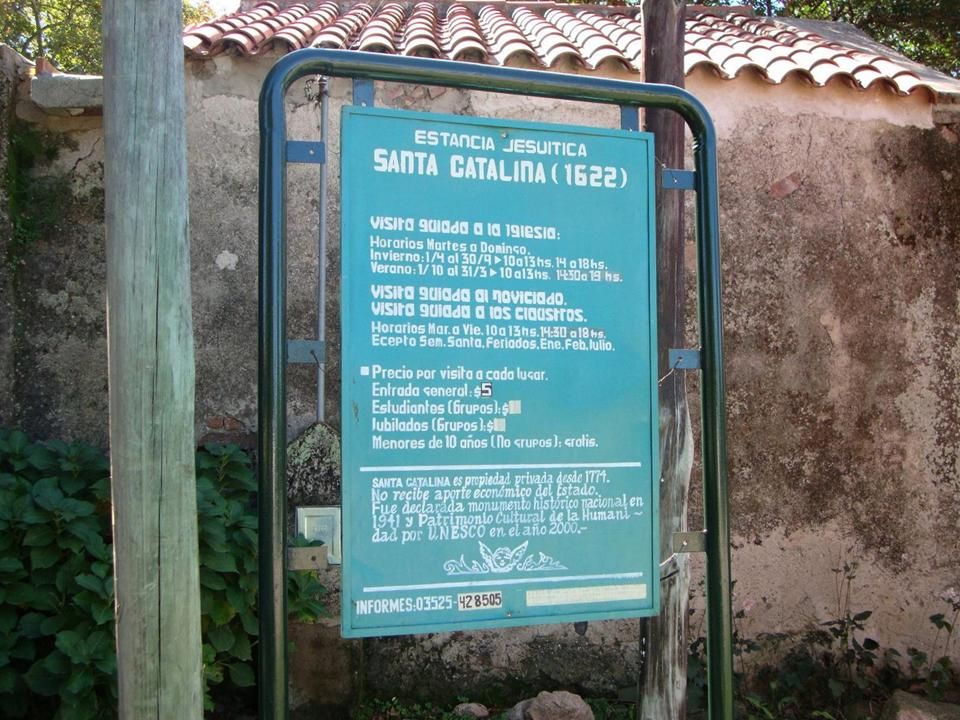 ESTANCIA JESUITICA
SANTA CATALINA (1622)
Visita guiada a la iglesia:
Horarios Martes a Domingo.
Invierno: 1/4 al 30/9 ▶ 10 a 13 hs. 14 a 18 hs.
Verano: 1/10 al 31/3 ▶ 10 a 13 hs. 14:30 a 19 hs.
Visita guiada al noviciado.
Visita guiada a los claustros.
Horarios Mar. a Vie. 10 a 13 hs. 14:30 a 18 hs.
Ecepto Sem. Santa, Feriados, Ene. Feb. Julio.
Precio por visita a cada lugar.
Entrada general: $5
Estudiantes (Grupos): $
Jubilados (Grupos): $
Menores de 10 años (No grupos): gratis.
SANTA CATALINA es propiedad privada desde 1774.
No recibe aporte económico del Estado.
Fue declarada monumento histórico nacional en
1941 y Patrimonio Cultural de la Humani~
dad por UNESCO en el año 2000.-
INFORMES: 03525-428505